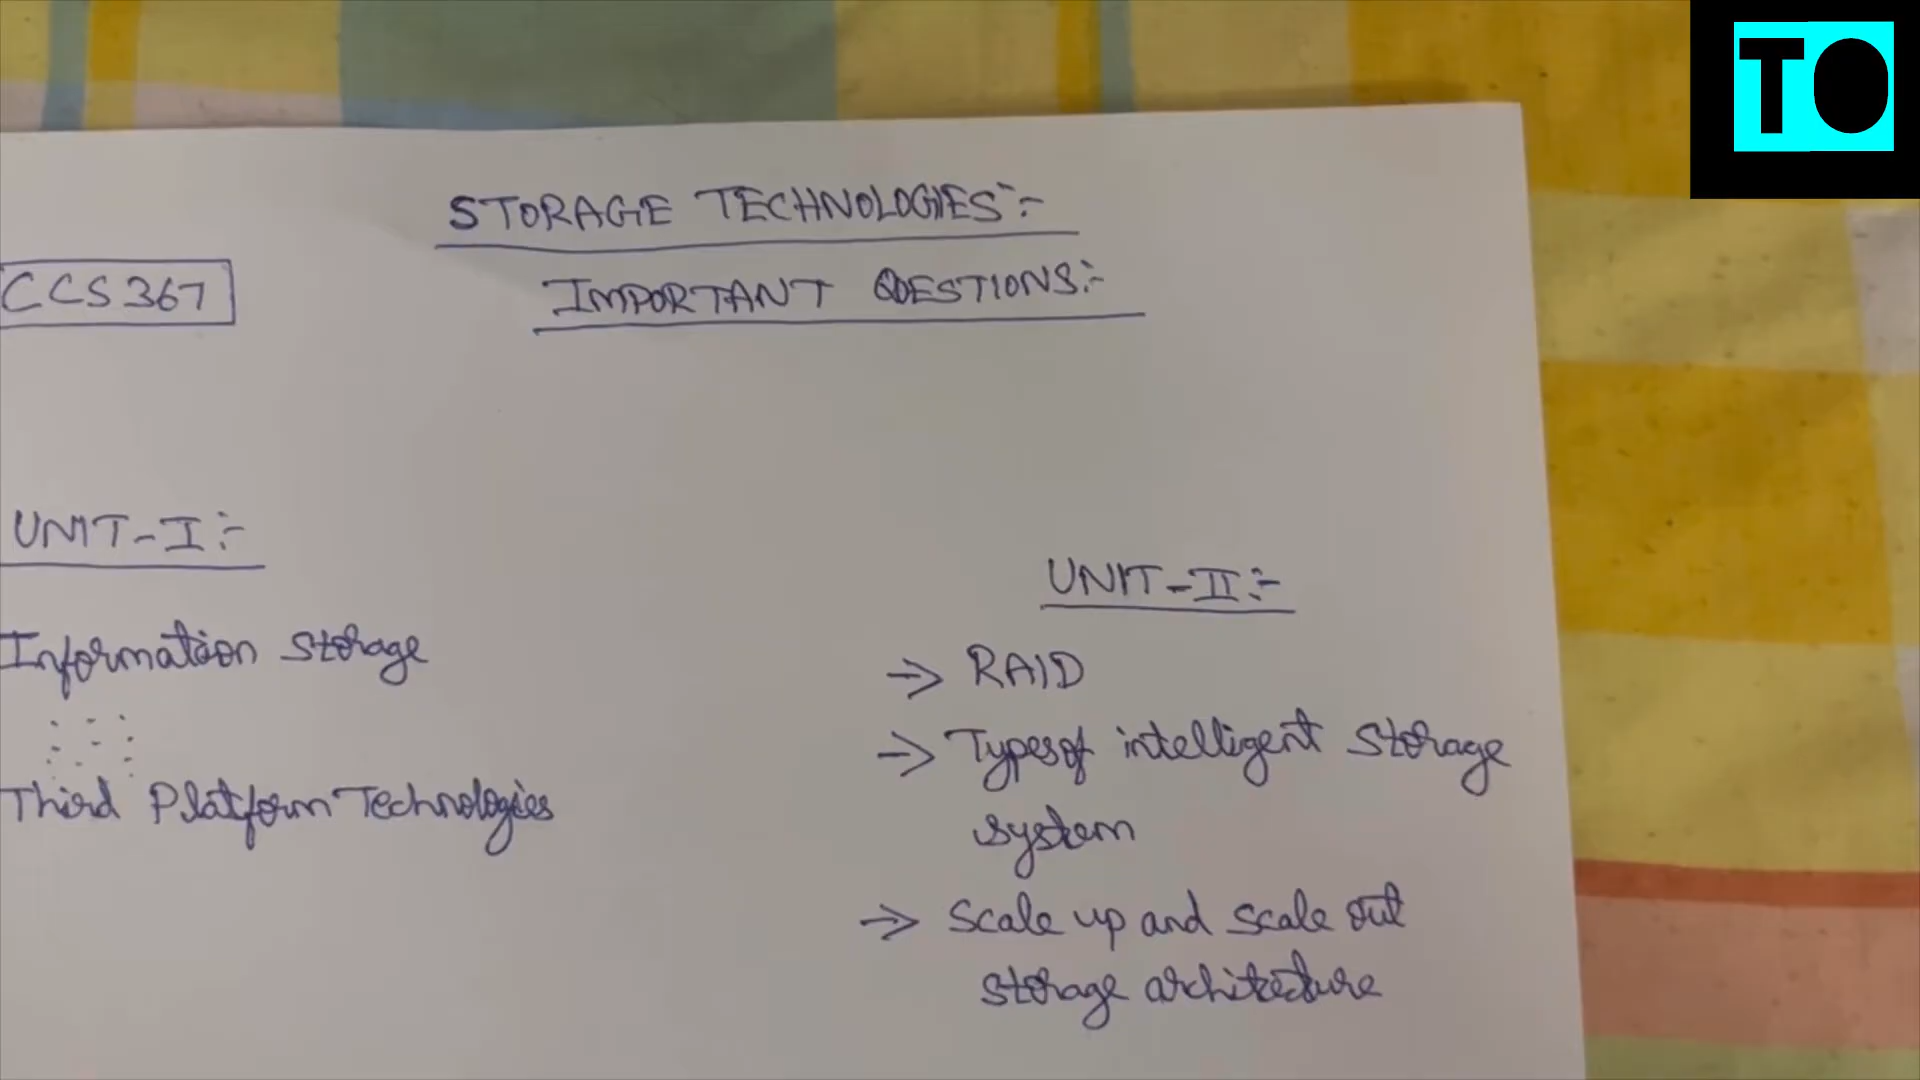 TO
STORAGE TECHNOLOGIES:-
IMPORTANT QUESTIONS:-
CCS367
UNIT-I:-
Information Storage
Third Platform Technologies
UNIT-II:-
→ RAID
→ Types of intelligent storage
system
→ Scale up and scale out
storage architecture